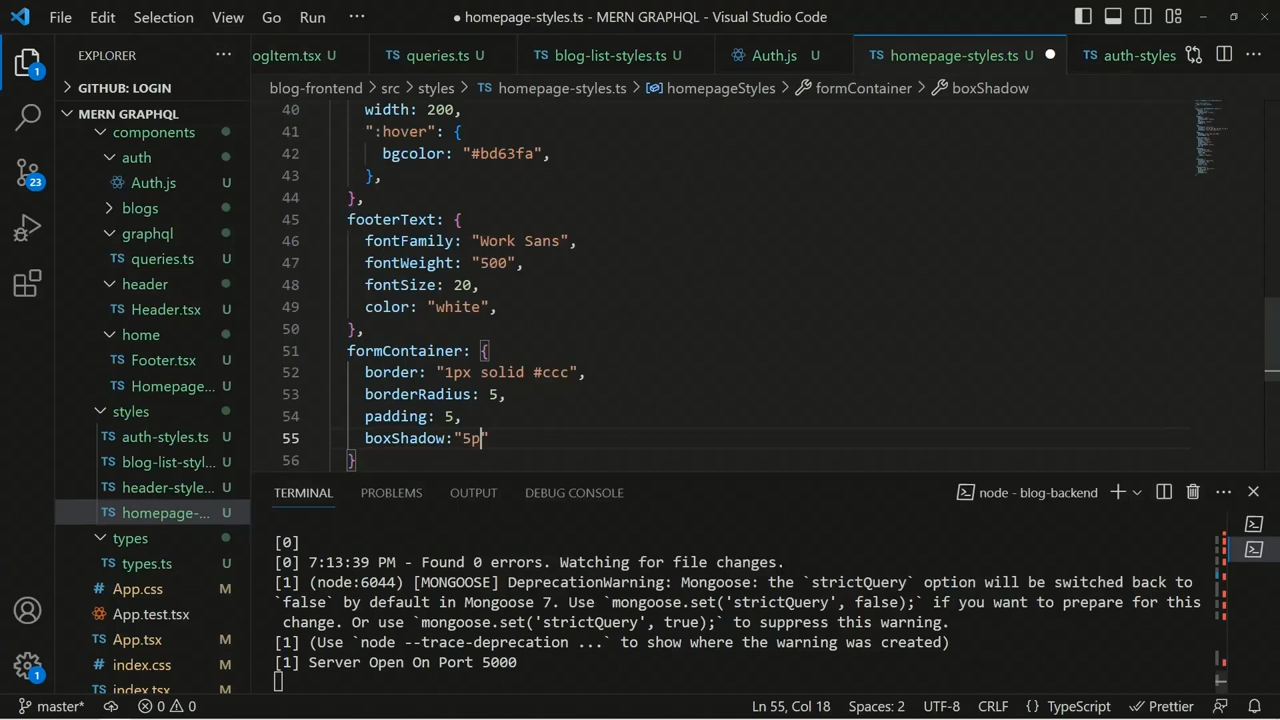 File Edit Selection View Go Run ··· ● homepage-styles.ts - MERN GRAPHQL - Visual Studio Code
EXPLORER ···
ogItem.tsx U TS queries.ts U TS blog-list-styles.ts U Auth.js U TS homepage-styles.ts U ● TS auth-styles ···
GITHUB: LOGIN
blog-frontend > src > styles > TS homepage-styles.ts > homepageStyles > formContainer > boxShadow
MERN GRAPHQL
components
auth
Auth.js U
blogs
graphql
TS queries.ts U
header
TS Header.tsx U
home
TS Footer.tsx U
TS Homepage... U
styles
TS auth-styles.ts U
TS blog-list-styl... U
TS header-style... U
TS homepage-... U
types
TS types.ts U
App.css M
App.test.tsx
App.tsx M
index.css M
index.tsx M
1
23
1
40 width: 200,
41 ":hover": {
42 bgcolor: "#bd63fa",
43 },
44 },
45 footerText: {
46 fontFamily: "Work Sans",
47 fontWeight: "500",
48 fontSize: 20,
49 color: "white",
50 },
51 formContainer: {
52 border: "1px solid #ccc",
53 borderRadius: 5,
54 padding: 5,
55 boxShadow:"5p"
56 }
TERMINAL PROBLEMS OUTPUT DEBUG CONSOLE node - blog-backend ···
[0]
[0] 7:13:39 PM - Found 0 errors. Watching for file changes.
[1] (node:6044) [MONGOOSE] DeprecationWarning: Mongoose: the `strictQuery` option will be switched back to
`false` by default in Mongoose 7. Use `mongoose.set('strictQuery', false);` if you want to prepare for this
change. Or use `mongoose.set('strictQuery', true);` to suppress this warning.
[1] (Use `node --trace-deprecation ...` to show where the warning was created)
[1] Server Open On Port 5000
master* 0 0 Ln 55, Col 18 Spaces: 2 UTF-8 CRLF {} TypeScript Prettier